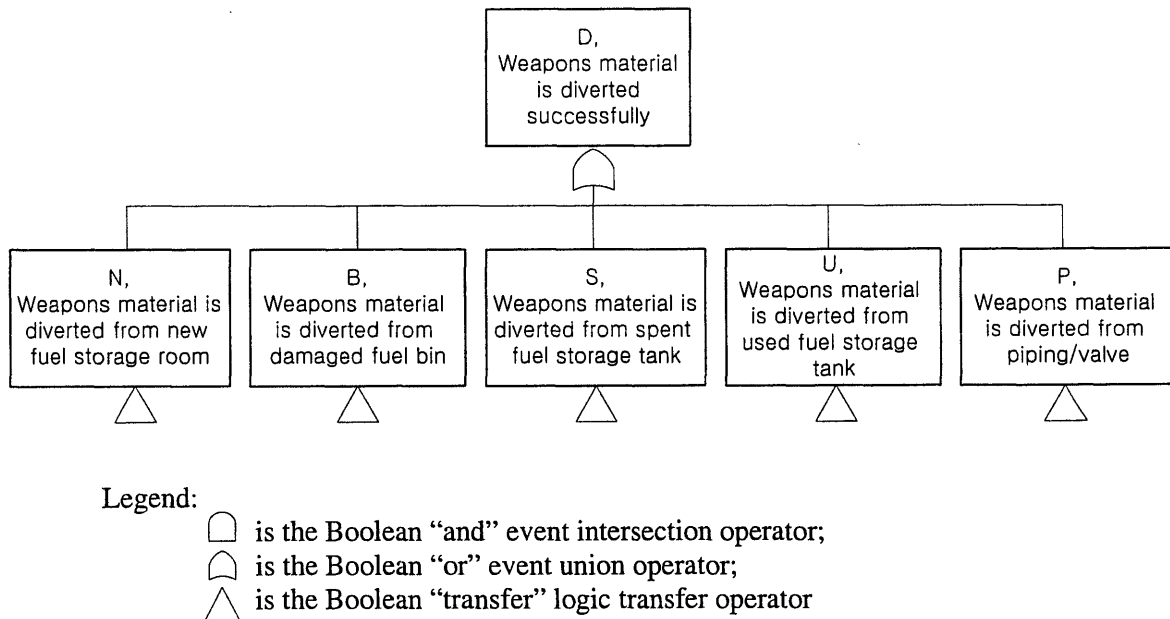 D,
Weapons material
is diverted
successfully
N,
Weapons material is
diverted from new
fuel storage room
B,
Weapons material
is diverted from
damaged fuel bin
S,
Weapons material is
diverted from spent
fuel storage tank
U,
Weapons material
is diverted from
used fuel storage
tank
P,
Weapons material
is diverted from
piping/valve
Legend:
is the Boolean “and” event intersection operator;
is the Boolean “or” event union operator;
is the Boolean “transfer” logic transfer operator